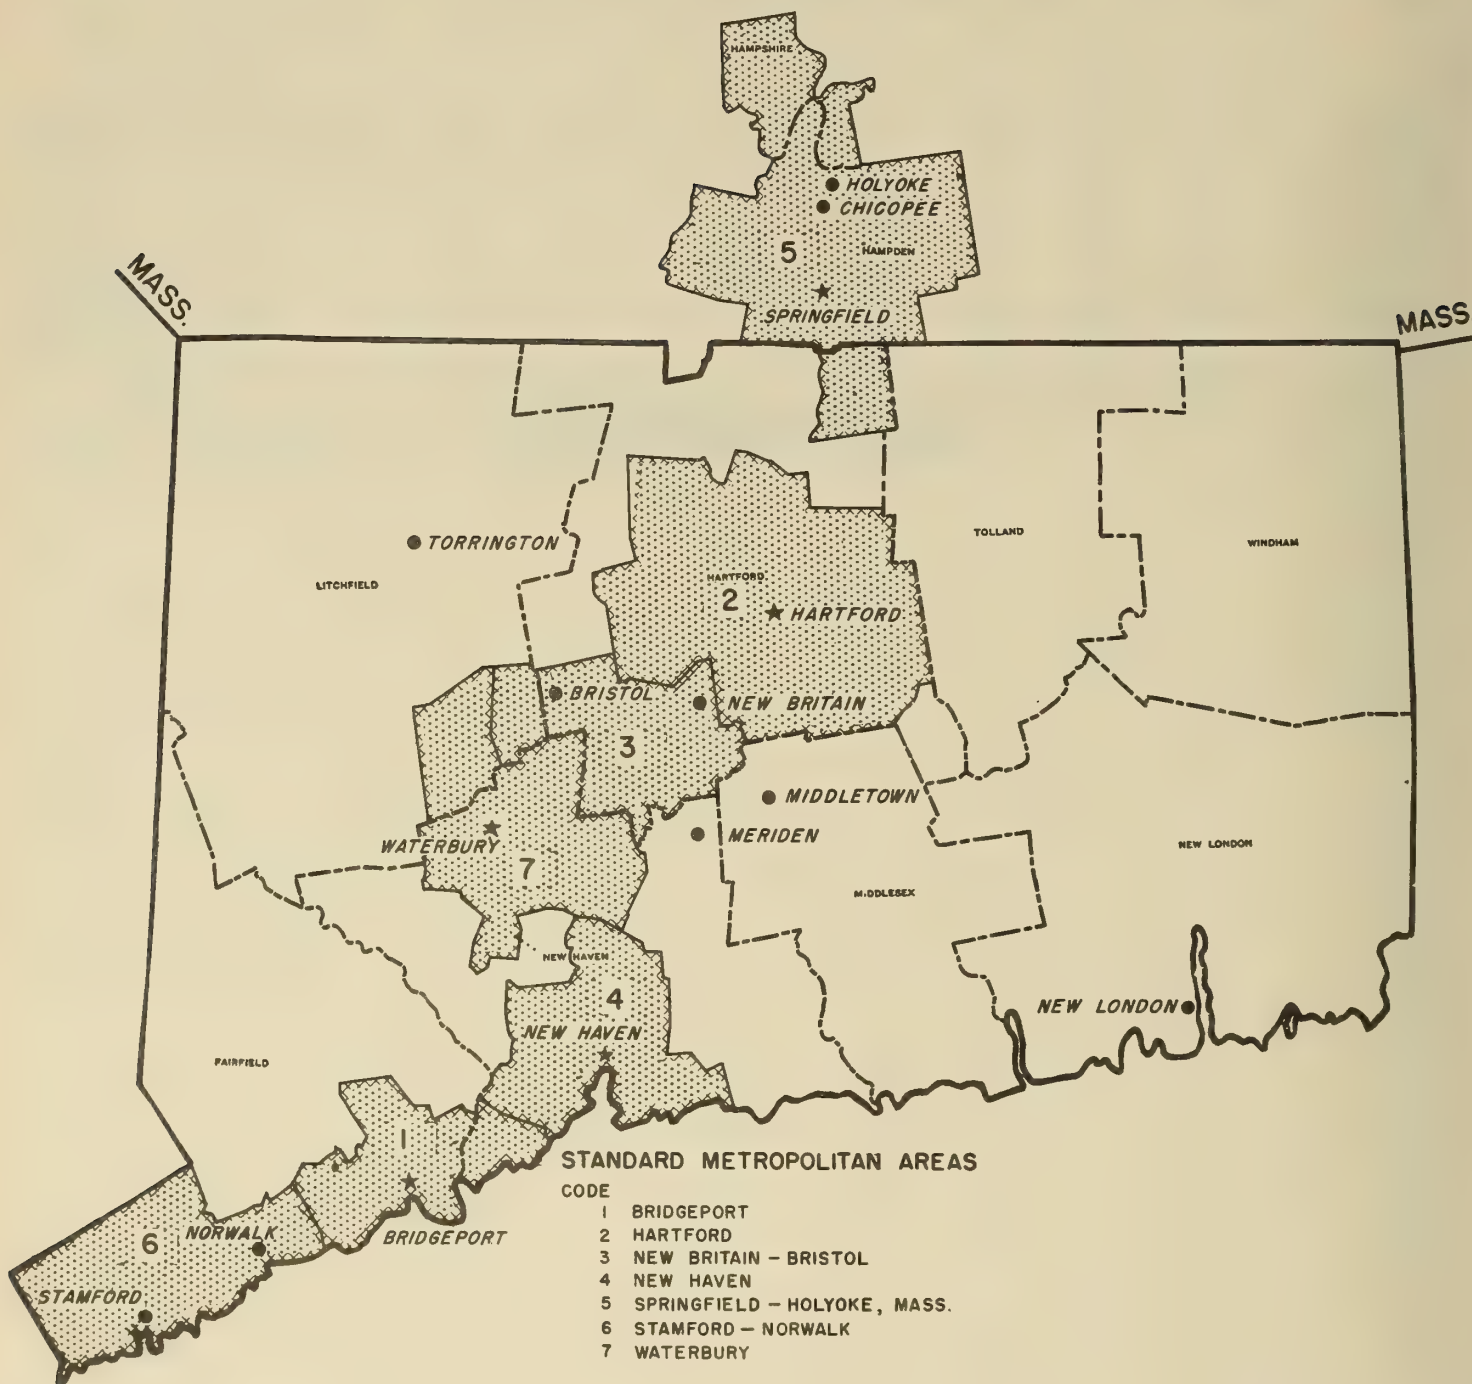 HAMPSHIRE
HOLYOKE
CHICOPEE
5
HAMPDEN
SPRINGFIELD
MASS.
MASS
TORRINGTON
LITCHFIELD
HARTFORD
2
HARTFORD
TOLLAND
WINDHAM
BRISTOL
NEW BRITAIN
3
MIDDLETOWN
WATERBURY
MERIDEN
7
NEW LONDON
MIDDLESEX
NEW HAVEN
4
NEW HAVEN
NEW LONDON
FAIRFIELD
1
NORWALK
6
BRIDGEPORT
STAMFORD
STANDARD METROPOLITAN AREAS
CODE
1 BRIDGEPORT
2 HARTFORD
3 NEW BRITAIN – BRISTOL
4 NEW HAVEN
5 SPRINGFIELD – HOLYOKE, MASS.
6 STAMFORD – NORWALK
7 WATERBURY